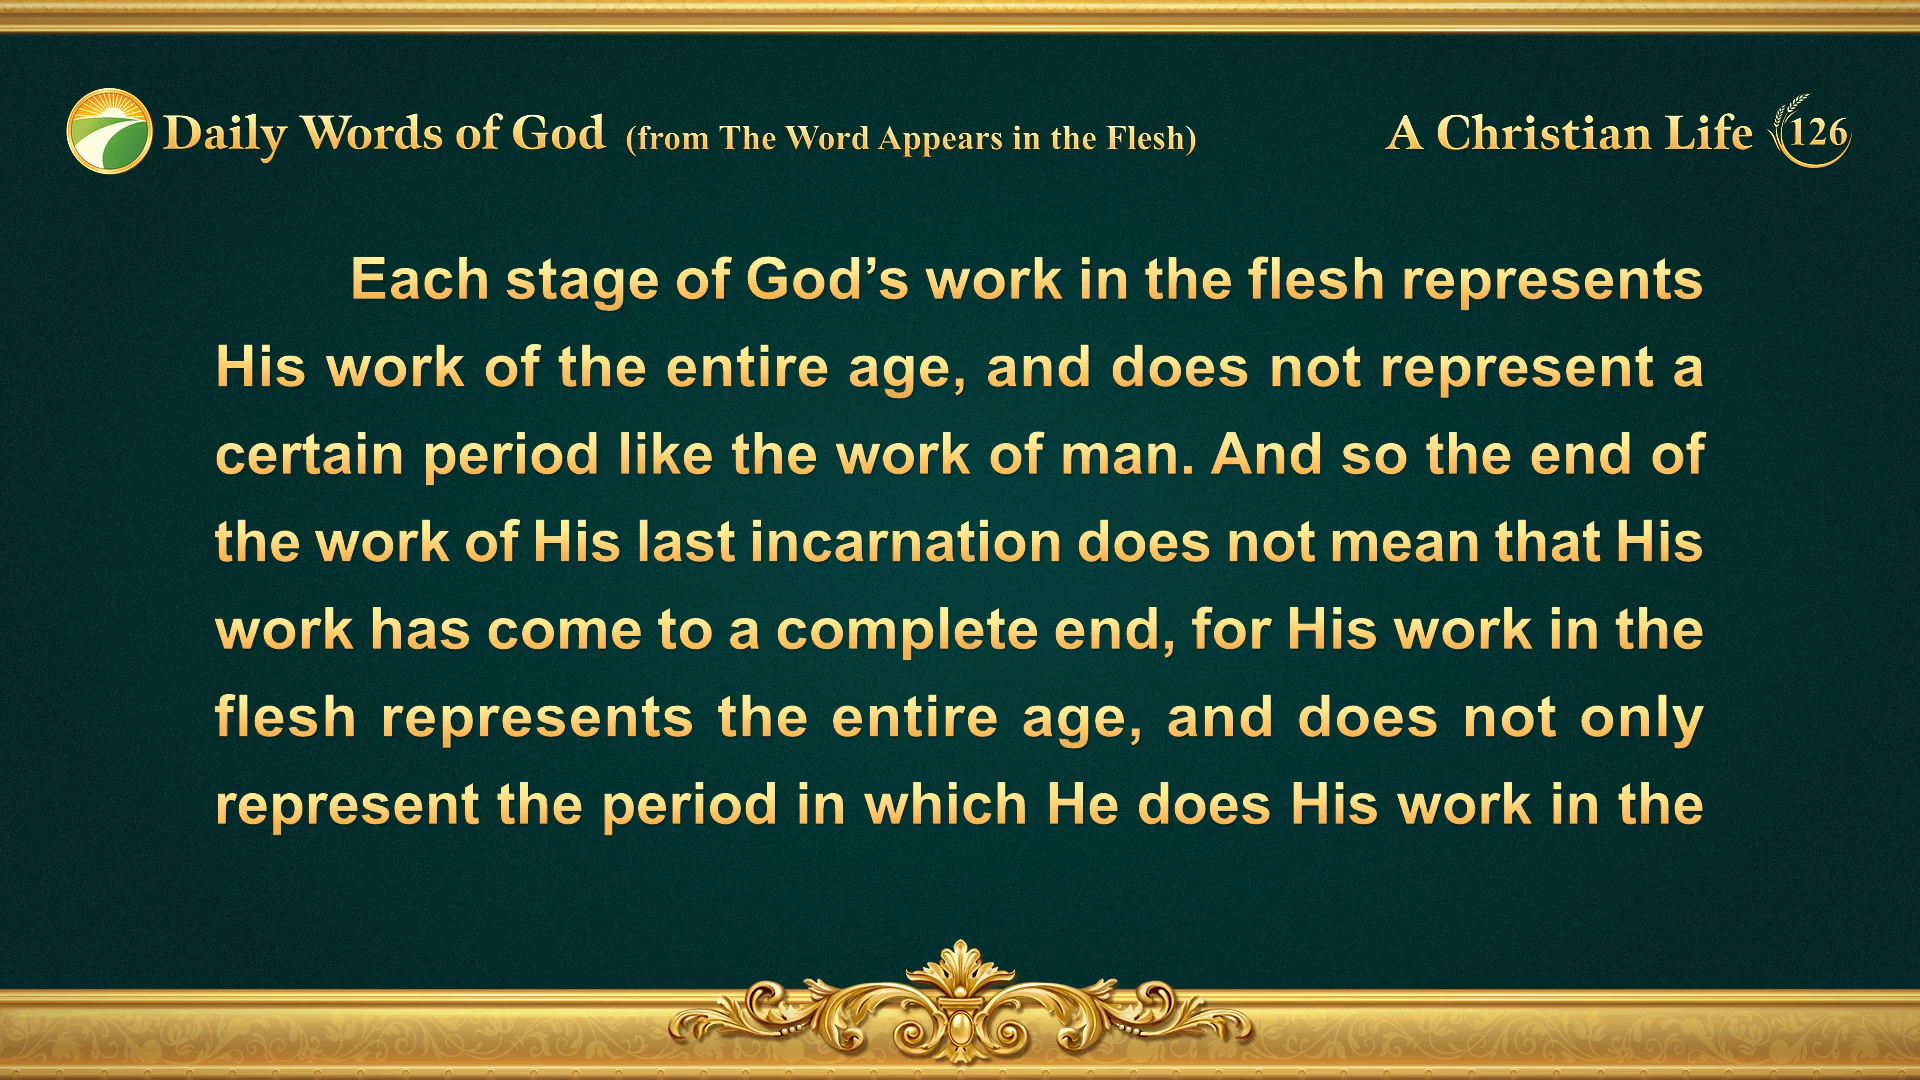 Daily Words of God (from The Word Appears in the Flesh)
A Christian Life 126
Each stage of God’s work in the flesh represents
His work of the entire age, and does not represent a
certain period like the work of man. And so the end of
the work of His last incarnation does not mean that His
work has come to a complete end, for His work in the
flesh represents the entire age, and does not only
represent the period in which He does His work in the